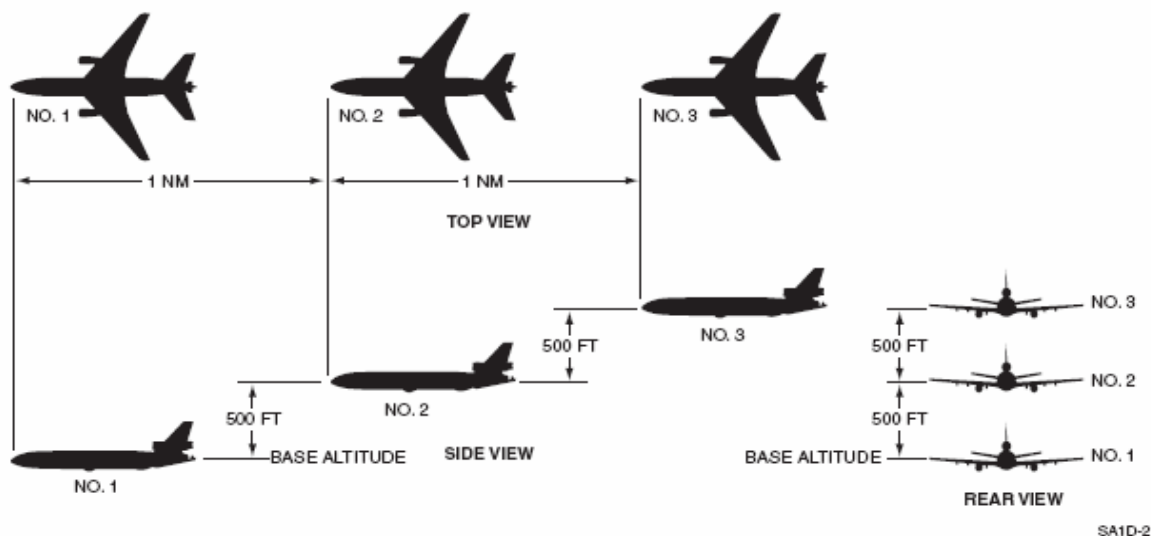 NO. 1
NO. 2
NO. 3
1 NM
1 NM
TOP VIEW
NO. 3
NO. 3
500 FT
500 FT
NO. 2
NO. 2
500 FT
500 FT
BASE ALTITUDE
SIDE VIEW
BASE ALTITUDE
NO. 1
NO. 1
REAR VIEW
SA1D-2